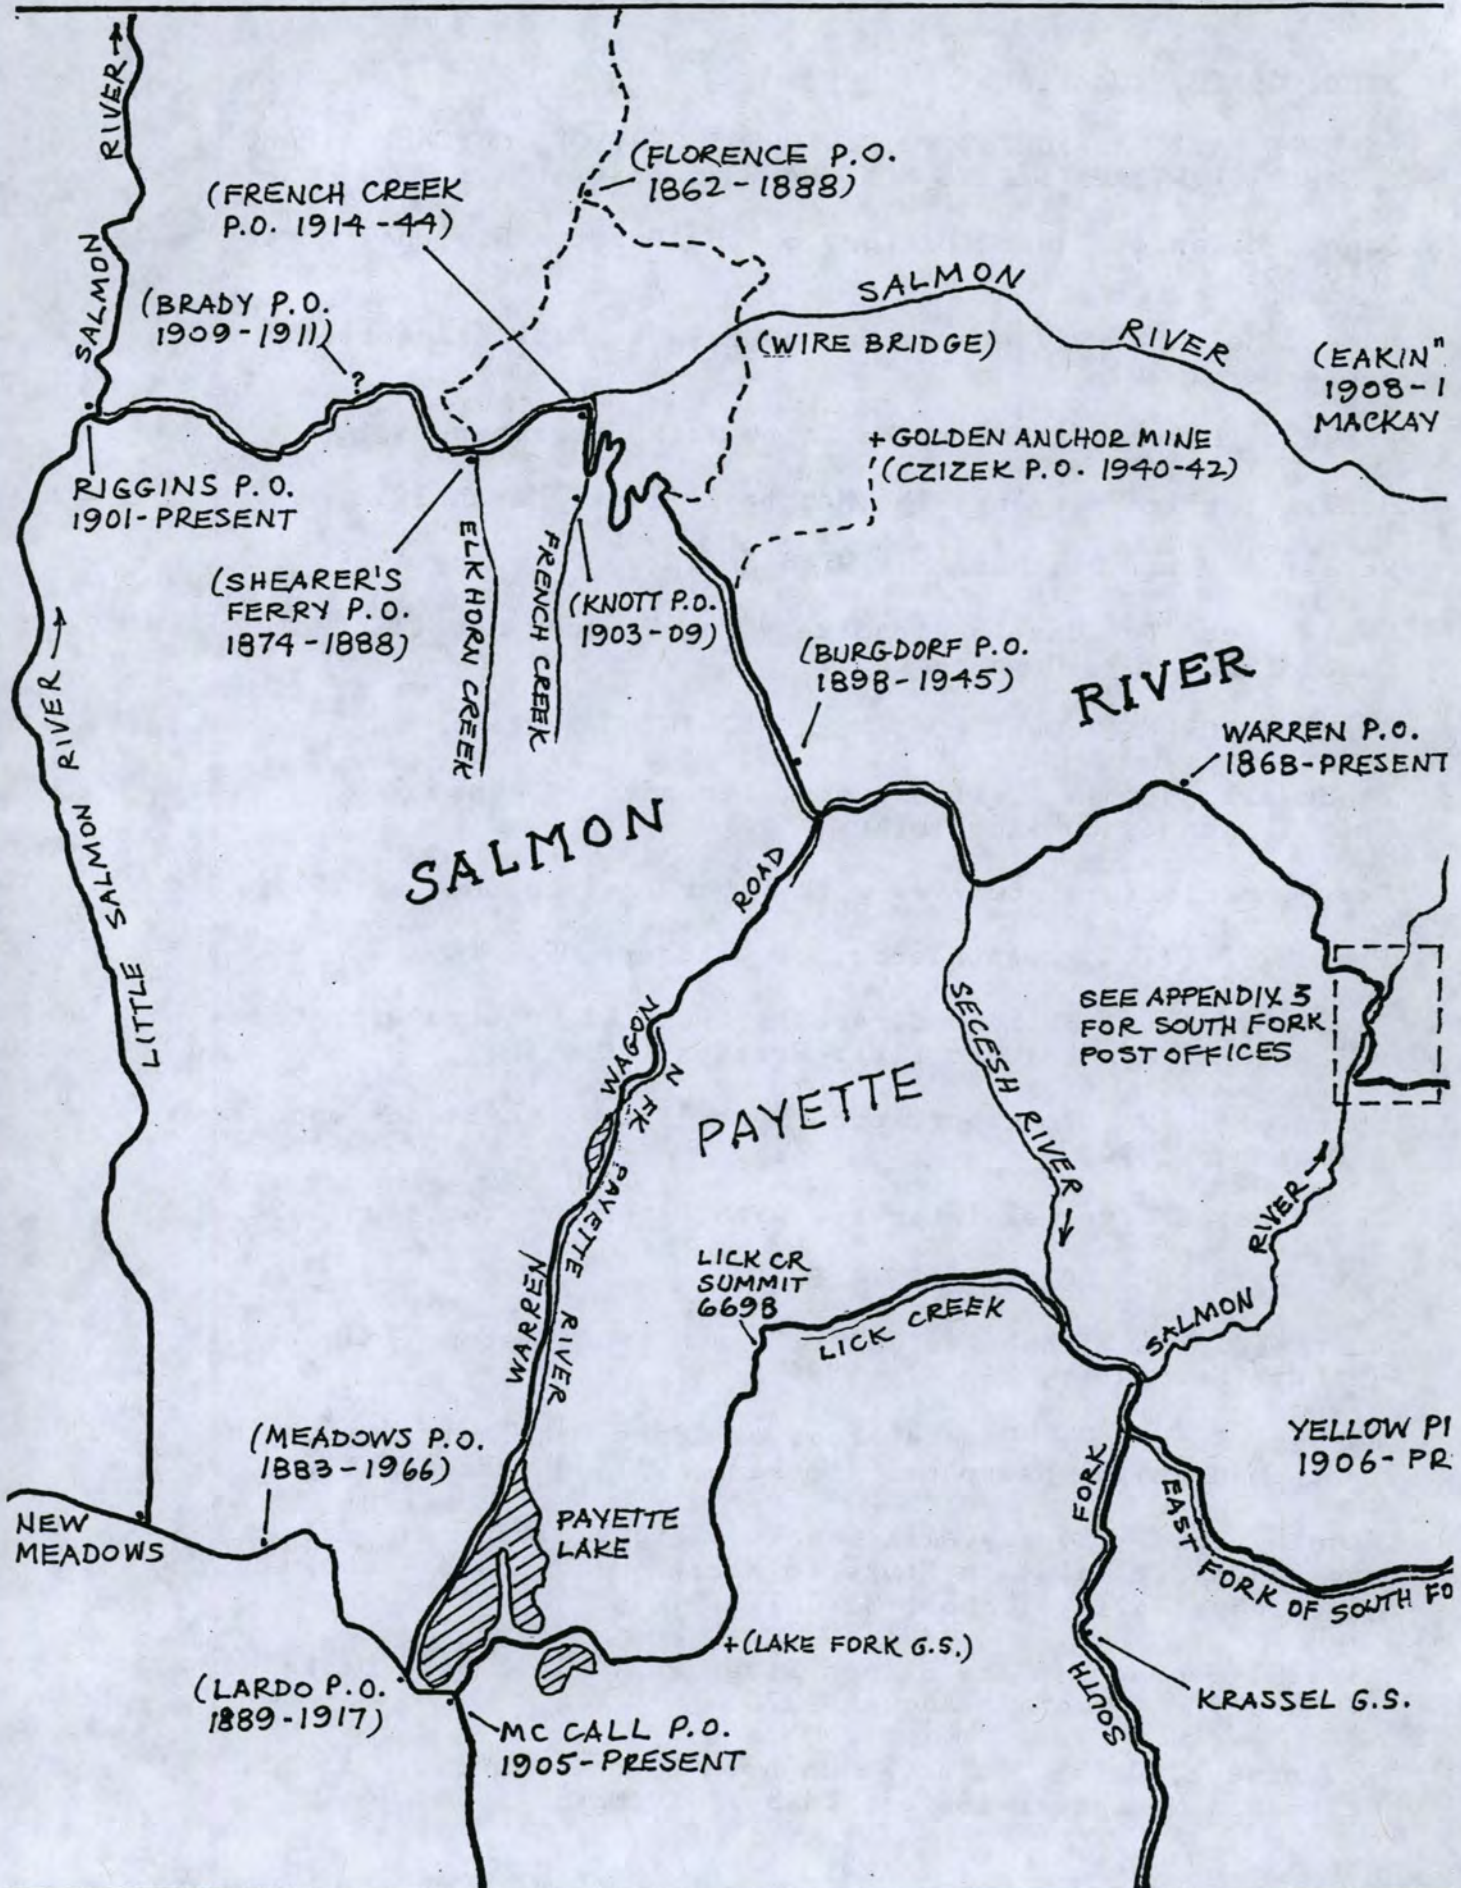 RIVER
SALMON
(FRENCH CREEK
P.O. 1914-44)
(FLORENCE P.O.
1862-1888)
(BRADY P.O.
1909-1911)
?
SALMON
RIVER
(WIRE BRIDGE)
(EAKIN"
1908-1
MACKAY
+ GOLDEN ANCHOR MINE
(CZIZEK P.O. 1940-42)
RIGGINS P.O.
1901-PRESENT
(SHEARER'S
FERRY P.O.
1874-1888)
ELKHORN CREEK
FRENCH CREEK
(KNOTT P.O.
1903-09)
(BURGDORF P.O.
1898-1945)
RIVER
WARREN P.O.
1868-PRESENT
LITTLE SALMON RIVER
SALMON
ROAD
WAGON
N FK PAYETTE RIVER
WARREN
SECESH RIVER
SEE APPENDIX 3
FOR SOUTH FORK
POST OFFICES
PAYETTE
LICK CR
SUMMIT
6698
LICK CREEK
SALMON RIVER
(MEADOWS P.O.
1883-1966)
NEW
MEADOWS
PAYETTE
LAKE
YELLOW PI
1906- PR
EAST FORK OF SOUTH FO
SOUTH FORK
+(LAKE FORK G.S.)
KRASSEL G.S.
(LARDO P.O.
1889-1917)
MC CALL P.O.
1905-PRESENT